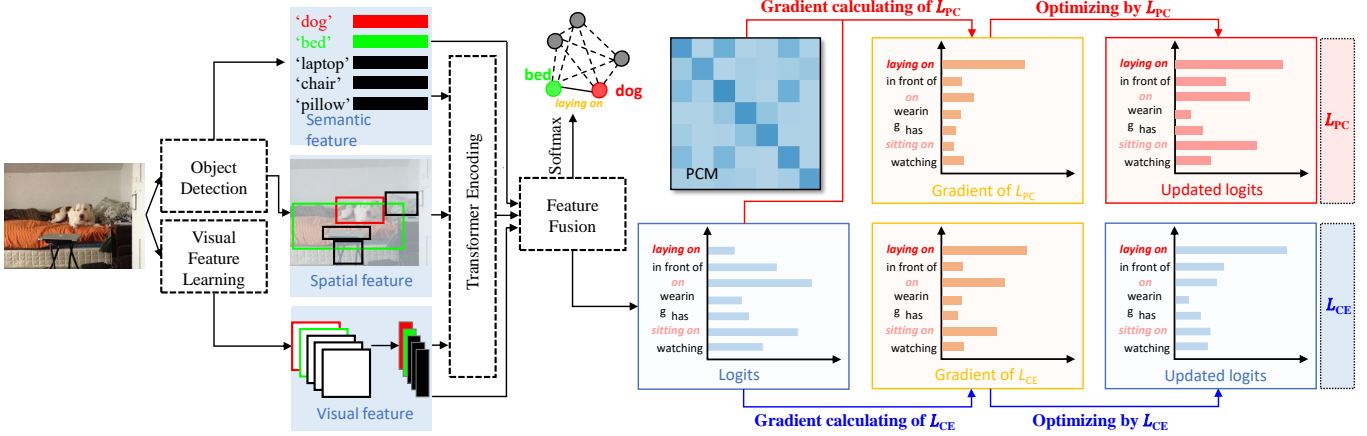 Object
Detection
Visual
Feature
Learning
‘dog’
‘bed’
‘laptop’
‘chair’
‘pillow’
Semantic
feature
Spatial feature
Visual feature
Transformer Encoding
bed
dog
laying on
Softmax
Feature
Fusion
PCM
Gradient calculating of LPC
Optimizing by LPC
laying on
in front of
on
wearin
g has
sitting on
watching
Gradient of LPC
laying on
in front of
on
wearin
g has
sitting on
watching
Updated logits
LPC
laying on
in front of
on
wearin
g has
sitting on
watching
Logits
laying on
in front of
on
wearin
g has
sitting on
watching
Gradient of LCE
laying on
in front of
on
wearin
g has
sitting on
watching
Updated logits
LCE
Gradient calculating of LCE
Optimizing by LCE